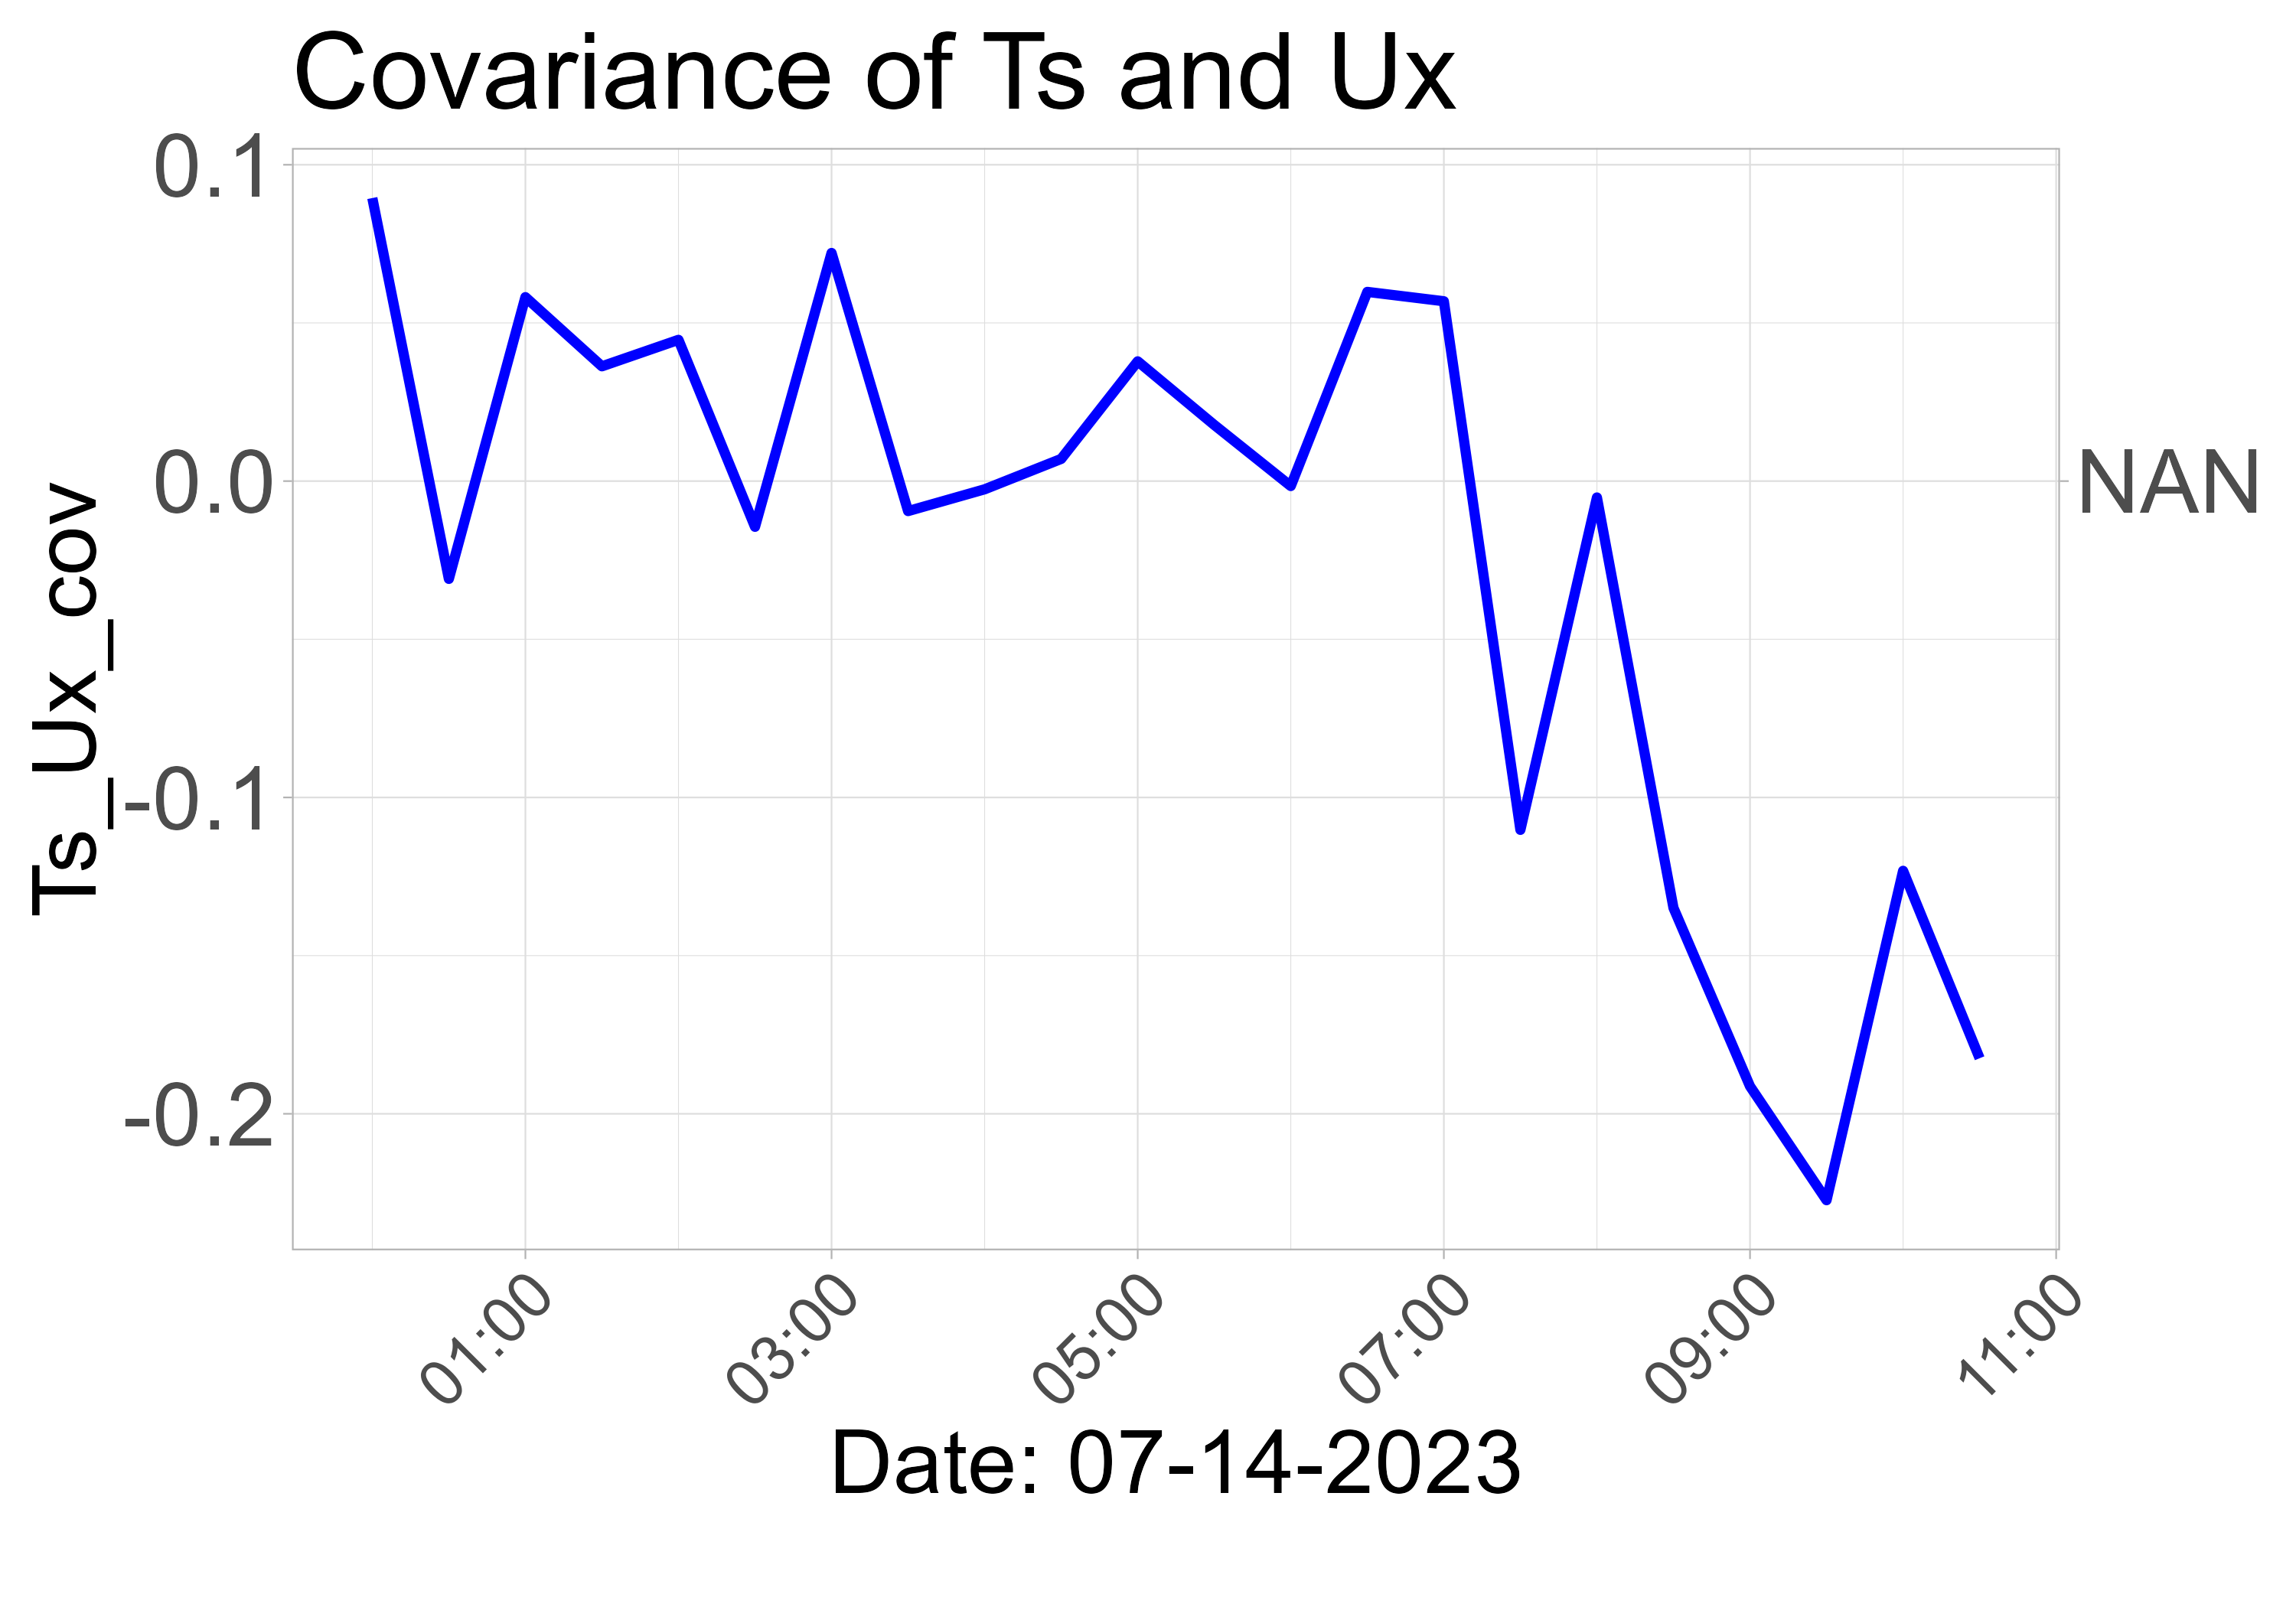 Covariance of Ts and Ux
Ts_Ux_cov
0.1
0.0
-0.1
-0.2
NAN
01:00
03:00
05:00
07:00
09:00
11:00
Date: 07-14-2023